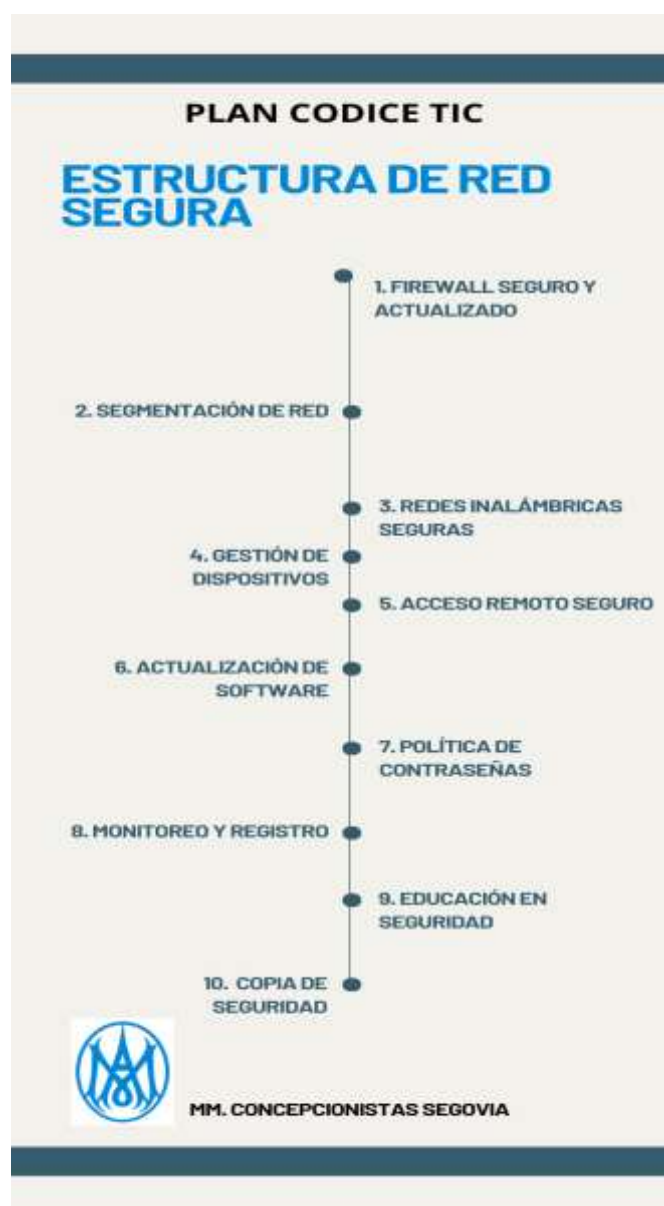 PLAN CODICE TIC
ESTRUCTURA DE RED
SEGURA
1. FIREWALL SEGURO Y
ACTUALIZADO
2. SEGMENTACIÓN DE RED
3. REDES INALÁMBRICAS
SEGURAS
4. GESTIÓN DE
DISPOSITIVOS
5. ACCESO REMOTO SEGURO
6. ACTUALIZACIÓN DE
SOFTWARE
7. POLÍTICA DE
CONTRASEÑAS
8. MONITOREO Y REGISTRO
9. EDUCACIÓN EN
SEGURIDAD
10. COPIA DE
SEGURIDAD
MM. CONCEPCIONISTAS SEGOVIA